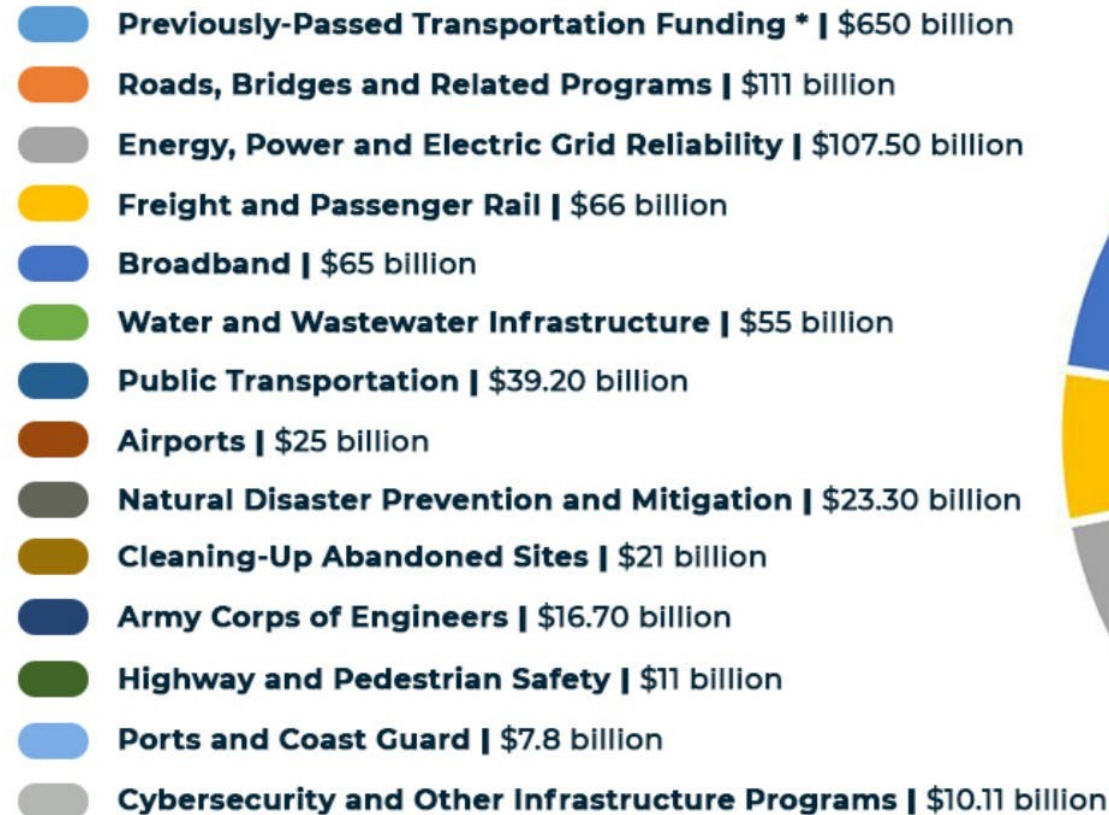 Previously-Passed Transportation Funding * | $650 billion
Roads, Bridges and Related Programs | $111 billion
Energy, Power and Electric Grid Reliability | $107.50 billion
Freight and Passenger Rail | $66 billion
Broadband | $65 billion
Water and Wastewater Infrastructure | $55 billion
Public Transportation | $39.20 billion
Airports | $25 billion
Natural Disaster Prevention and Mitigation | $23.30 billion
Cleaning-Up Abandoned Sites | $21 billion
Army Corps of Engineers | $16.70 billion
Highway and Pedestrian Safety | $11 billion
Ports and Coast Guard | $7.8 billion
Cybersecurity and Other Infrastructure Programs | $10.11 billion